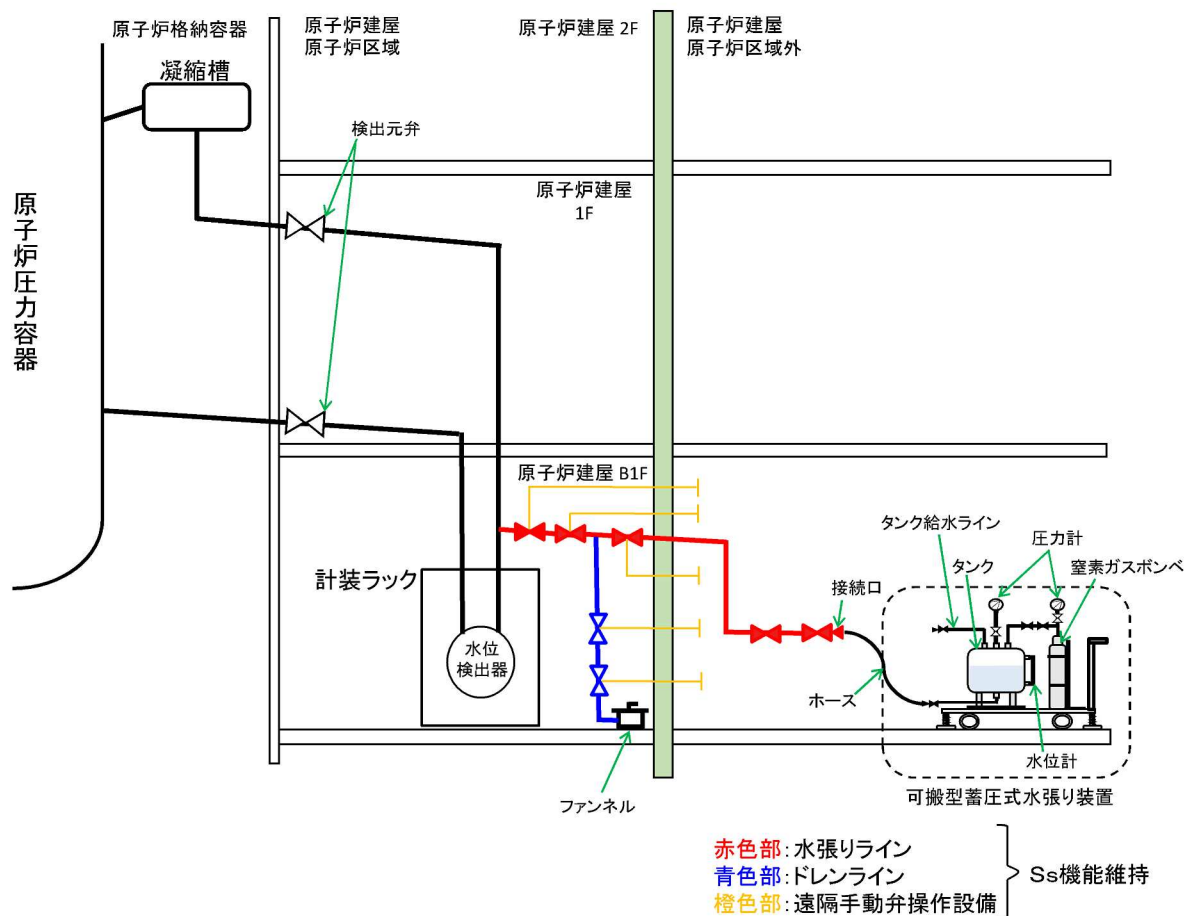 原子炉格納容器
原子炉建屋
原子炉区域
原子炉建屋 2F
原子炉建屋
原子炉区域外
凝縮槽
検出元弁
原子炉建屋
1F
原子炉圧力容器
原子炉建屋 B1F
計装ラック
水位
検出器
タンク給水ライン
圧力計
タンク
窒素ガスボンベ
接続口
ホース
水位計
ファンネル
可搬型蓄圧式水張り装置
赤色部：水張りライン
青色部：ドレンライン
橙色部：遠隔手動弁操作設備
Ss機能維持